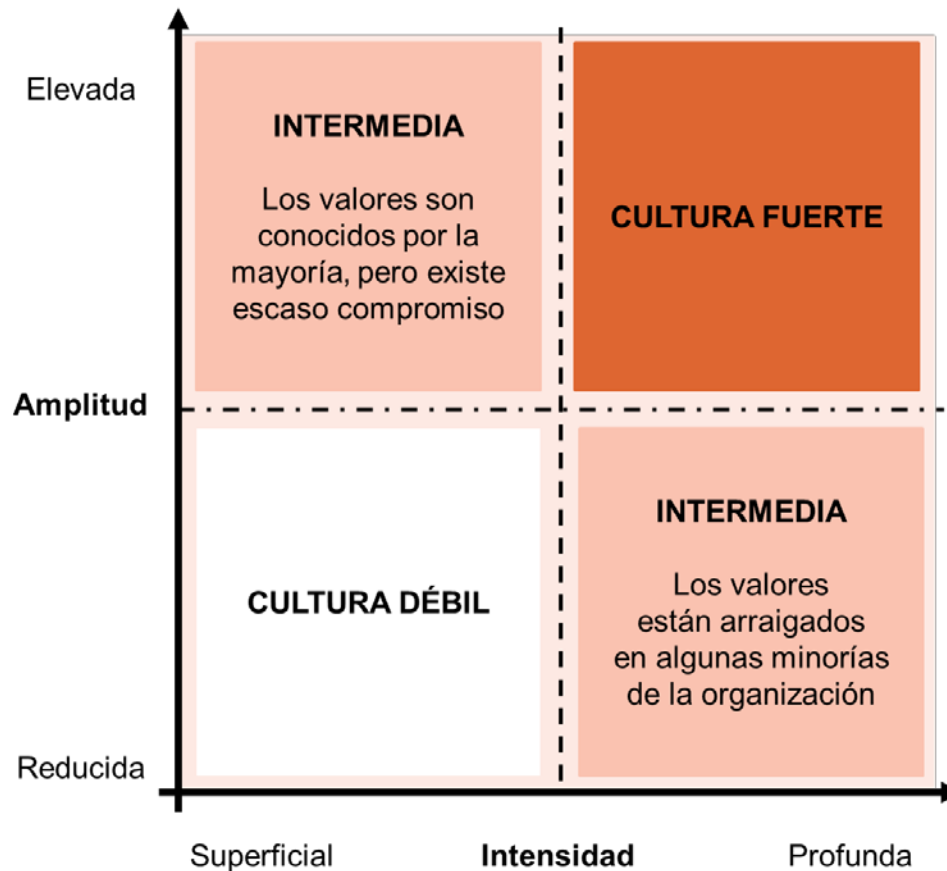 Elevada
INTERMEDIA
Los valores son
conocidos por la
mayoría, pero existe
escaso compromiso
CULTURA FUERTE
Amplitud
CULTURA DÉBIL
INTERMEDIA
Los valores
están arraigados
en algunas minorías
de la organización
Reducida
Superficial
Intensidad
Profunda